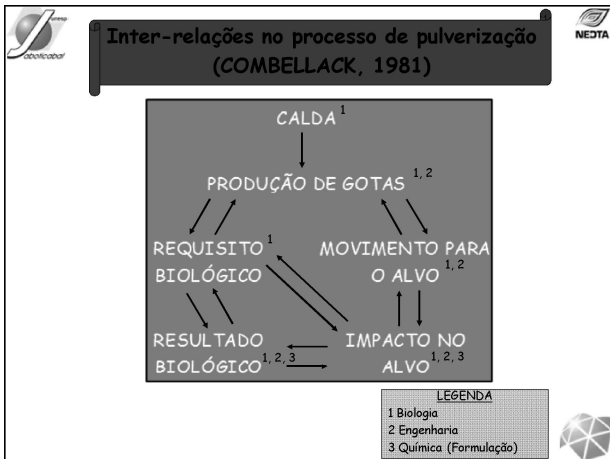 Unesp
Jaboticabal
Inter-relações no processo de pulverização
(COMBELLACK, 1981)
NEDTA
CALDA 1
PRODUÇÃO DE GOTAS 1, 2
REQUISITO 1
BIOLÓGICO
MOVIMENTO PARA
O ALVO 1,2
RESULTADO
BIOLÓGICO 1, 2, 3
IMPACTO NO
ALVO 1, 2, 3
LEGENDA
1 Biologia
2 Engenharia
3 Química (Formulação)